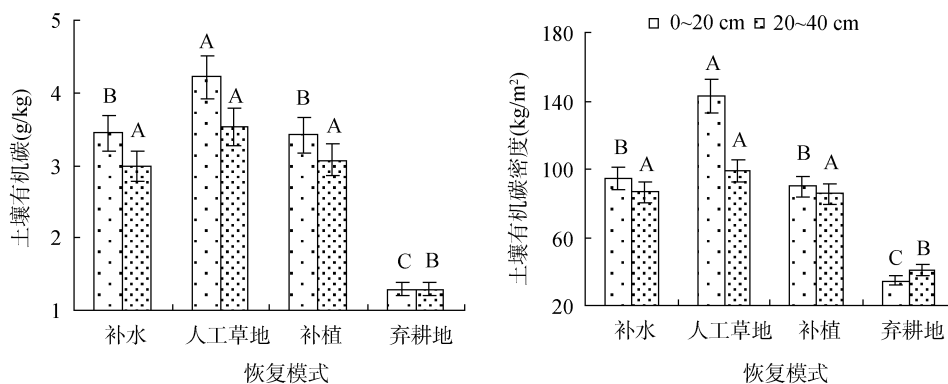 土壤有机碳(g/kg)
5
4
3
2
1
B
A
A
A
B
A
C
B
补水
人工草地
补植
弃耕地
恢复模式
0~20 cm
20~40 cm
土壤有机碳密度(kg/m²)
180
140
100
60
20
B
A
A
A
B
A
C
B
补水
人工草地
补植
弃耕地
恢复模式